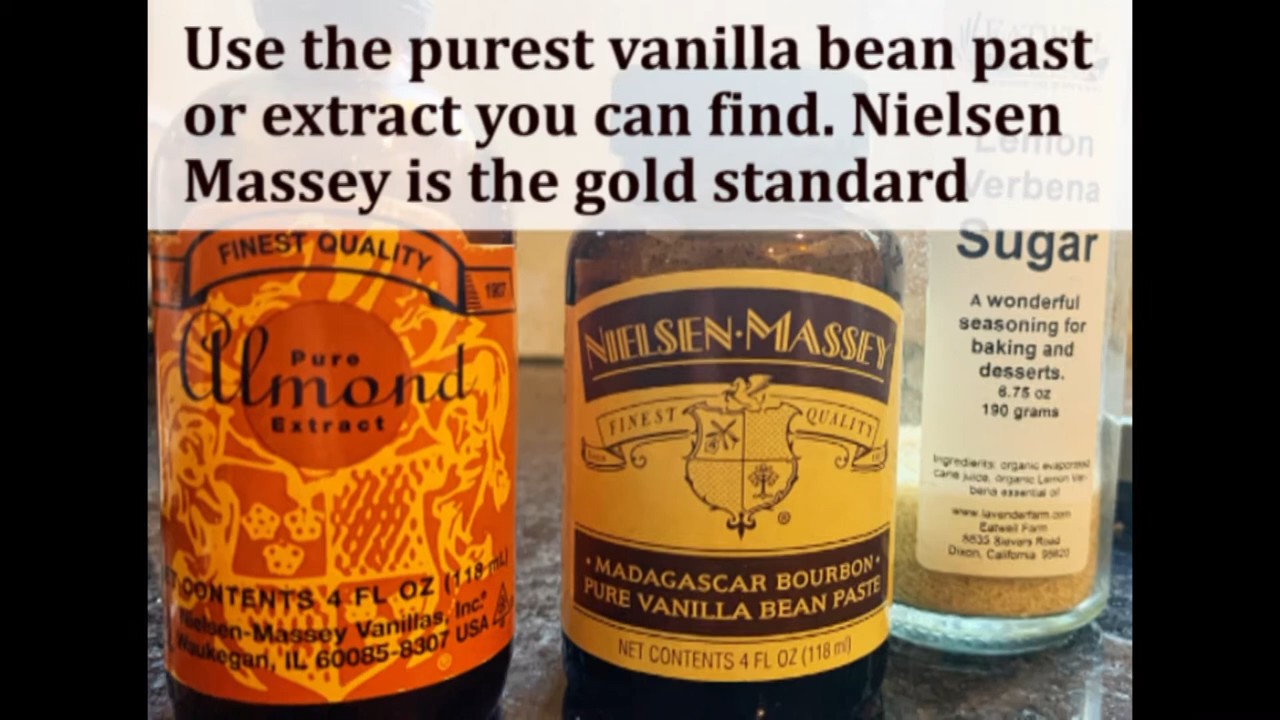 Use the purest vanilla bean past
or extract you can find. Nielsen
Massey is the gold standard
FINEST QUALITY
1907
Pure
Almond
Extract
CONTENTS 4 FL OZ (118 mL)
Nielsen-Massey Vanillas, Inc.
Waukegan, IL 60085-8307 USA
NIELSEN·MASSEY
FINEST QUALITY
®
· MADAGASCAR BOURBON ·
PURE VANILLA BEAN PASTE
NET CONTENTS 4 FL OZ (118 ml)
Lemon
Verbena
Sugar
A wonderful
seasoning for
baking and
desserts.
6.75 oz
190 grams
Ingredients: organic evaporated
cane juice, organic Lemon Ver-
bena essential oil
www.lavenderfarm.com
Eatwell Farm
5835 Sievers Road
Dixon, California 95620